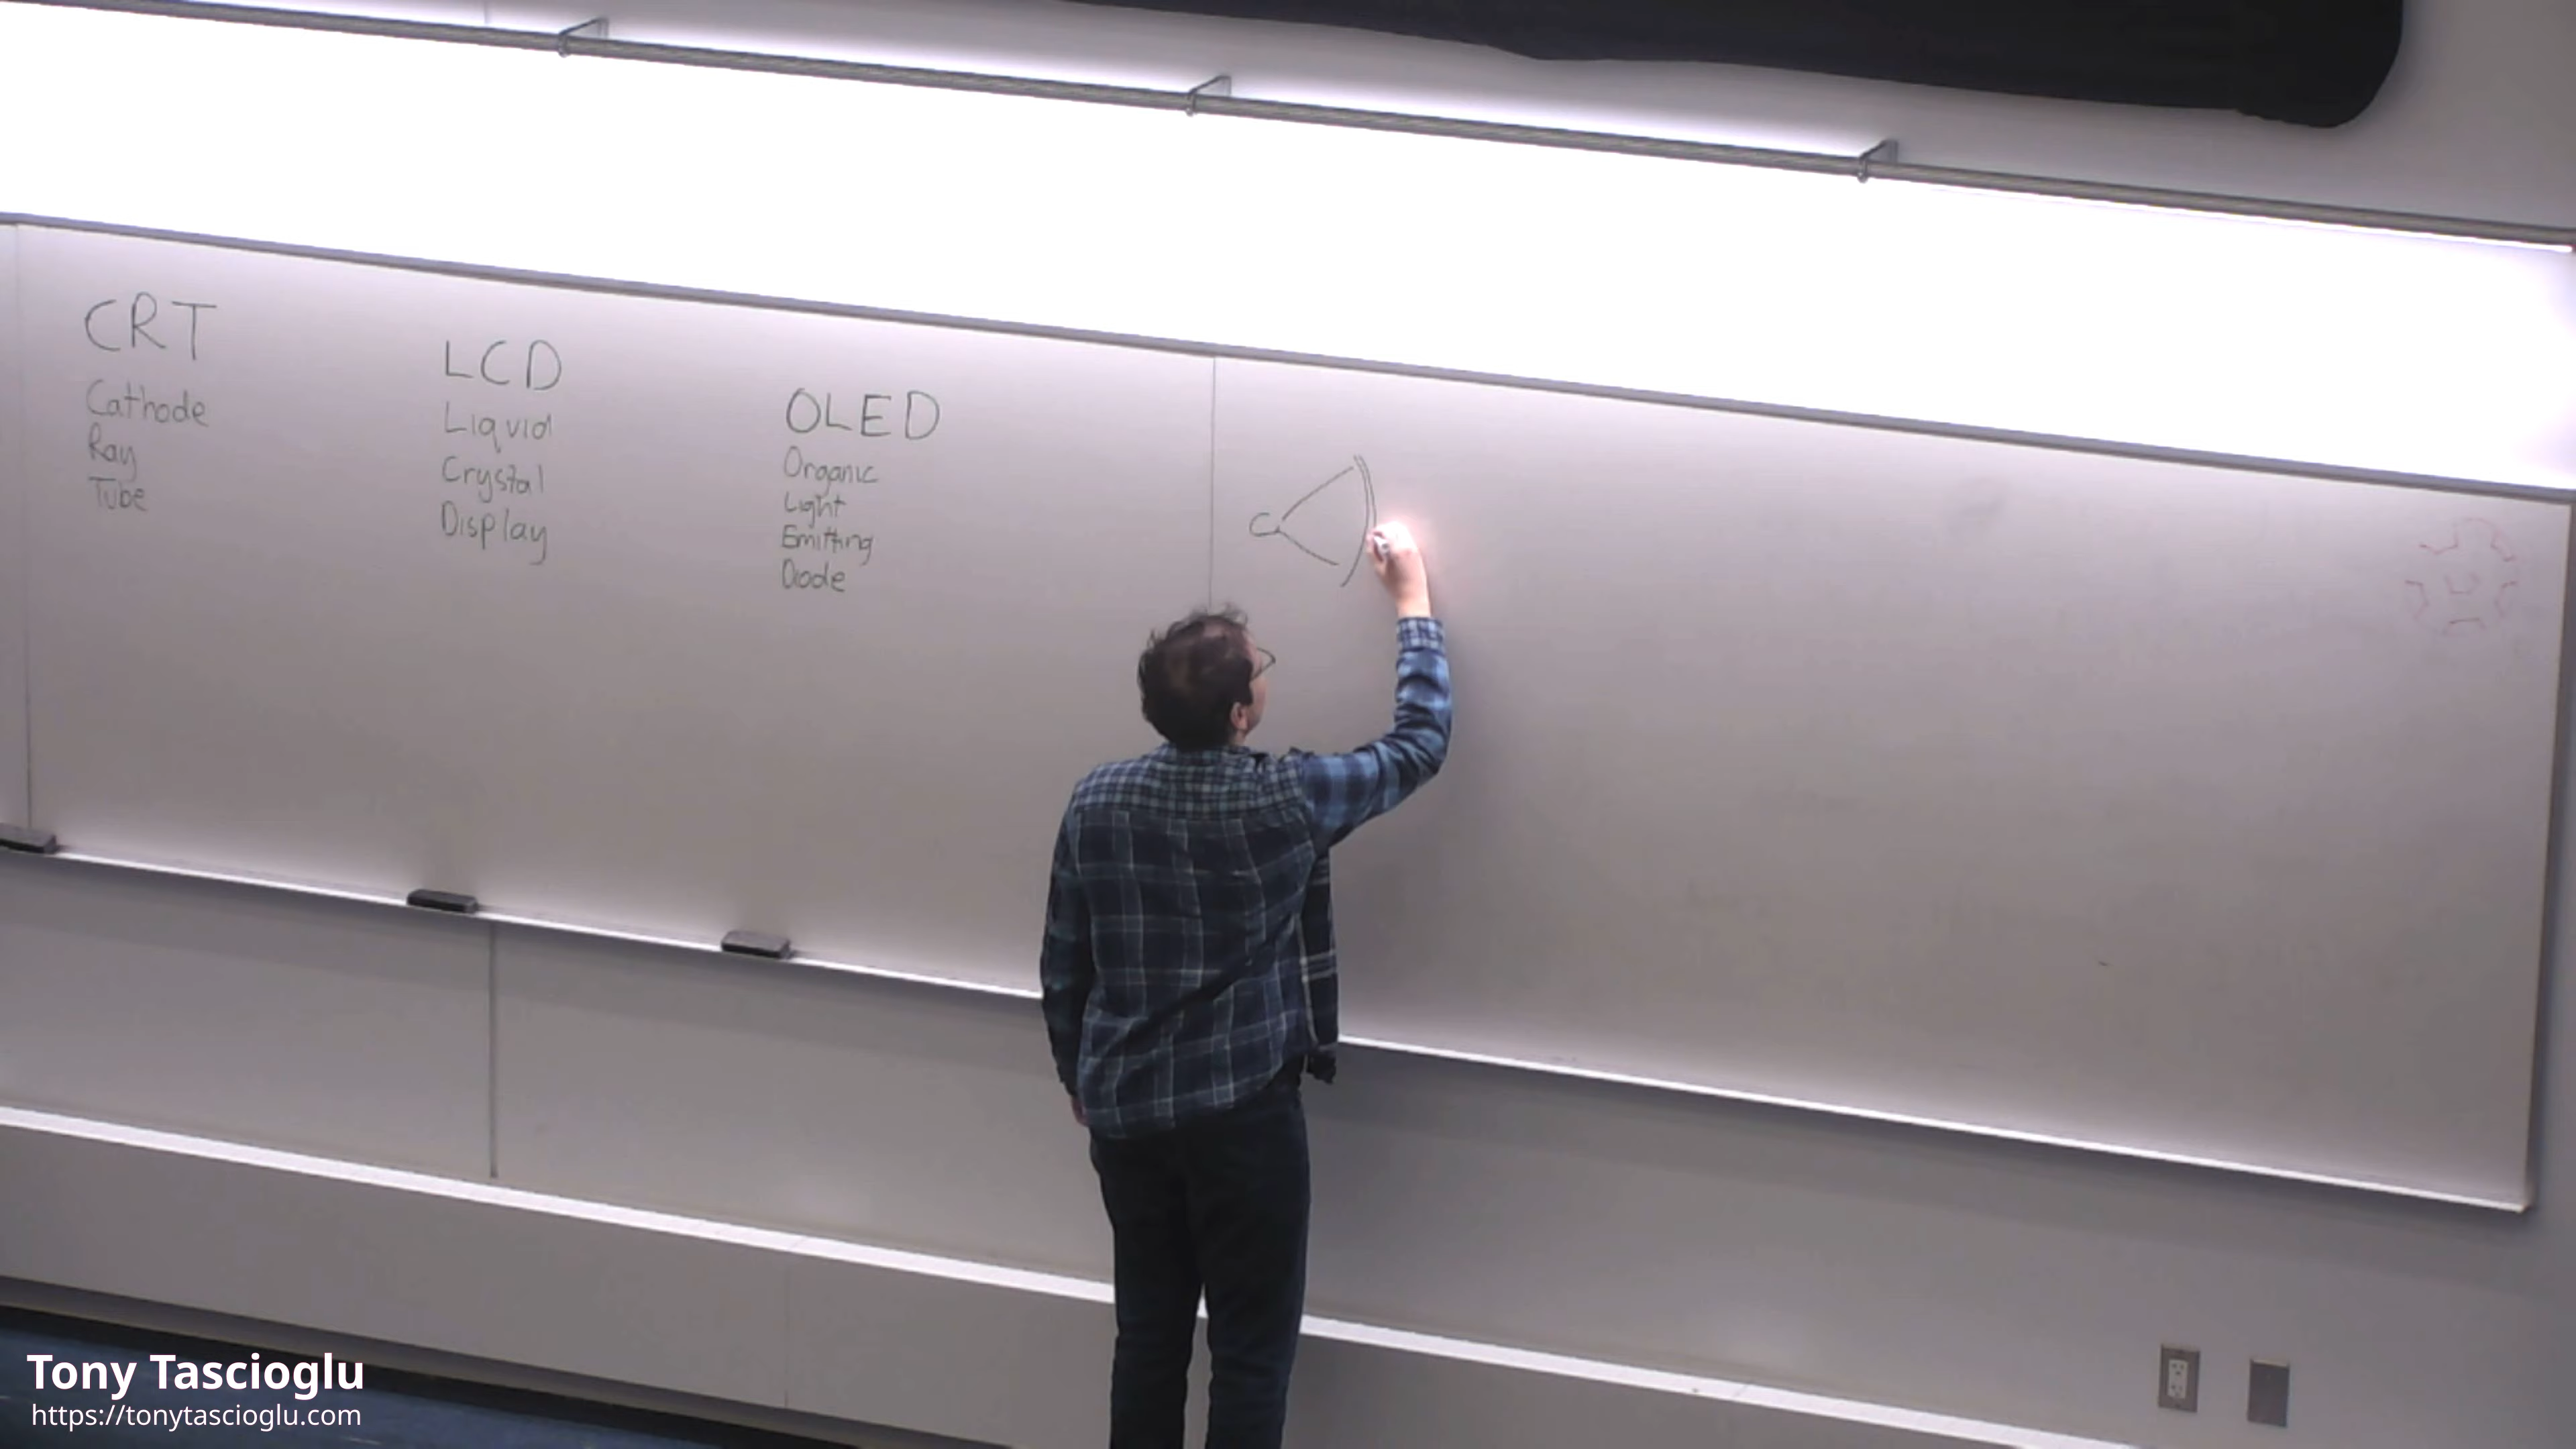 CRT
Cathode
Ray
Tube
LCD
Liquid
Crystal
Display
OLED
Organic
Light
Emitting
Diode
Tony Tascioglu
https://tonytascioglu.com